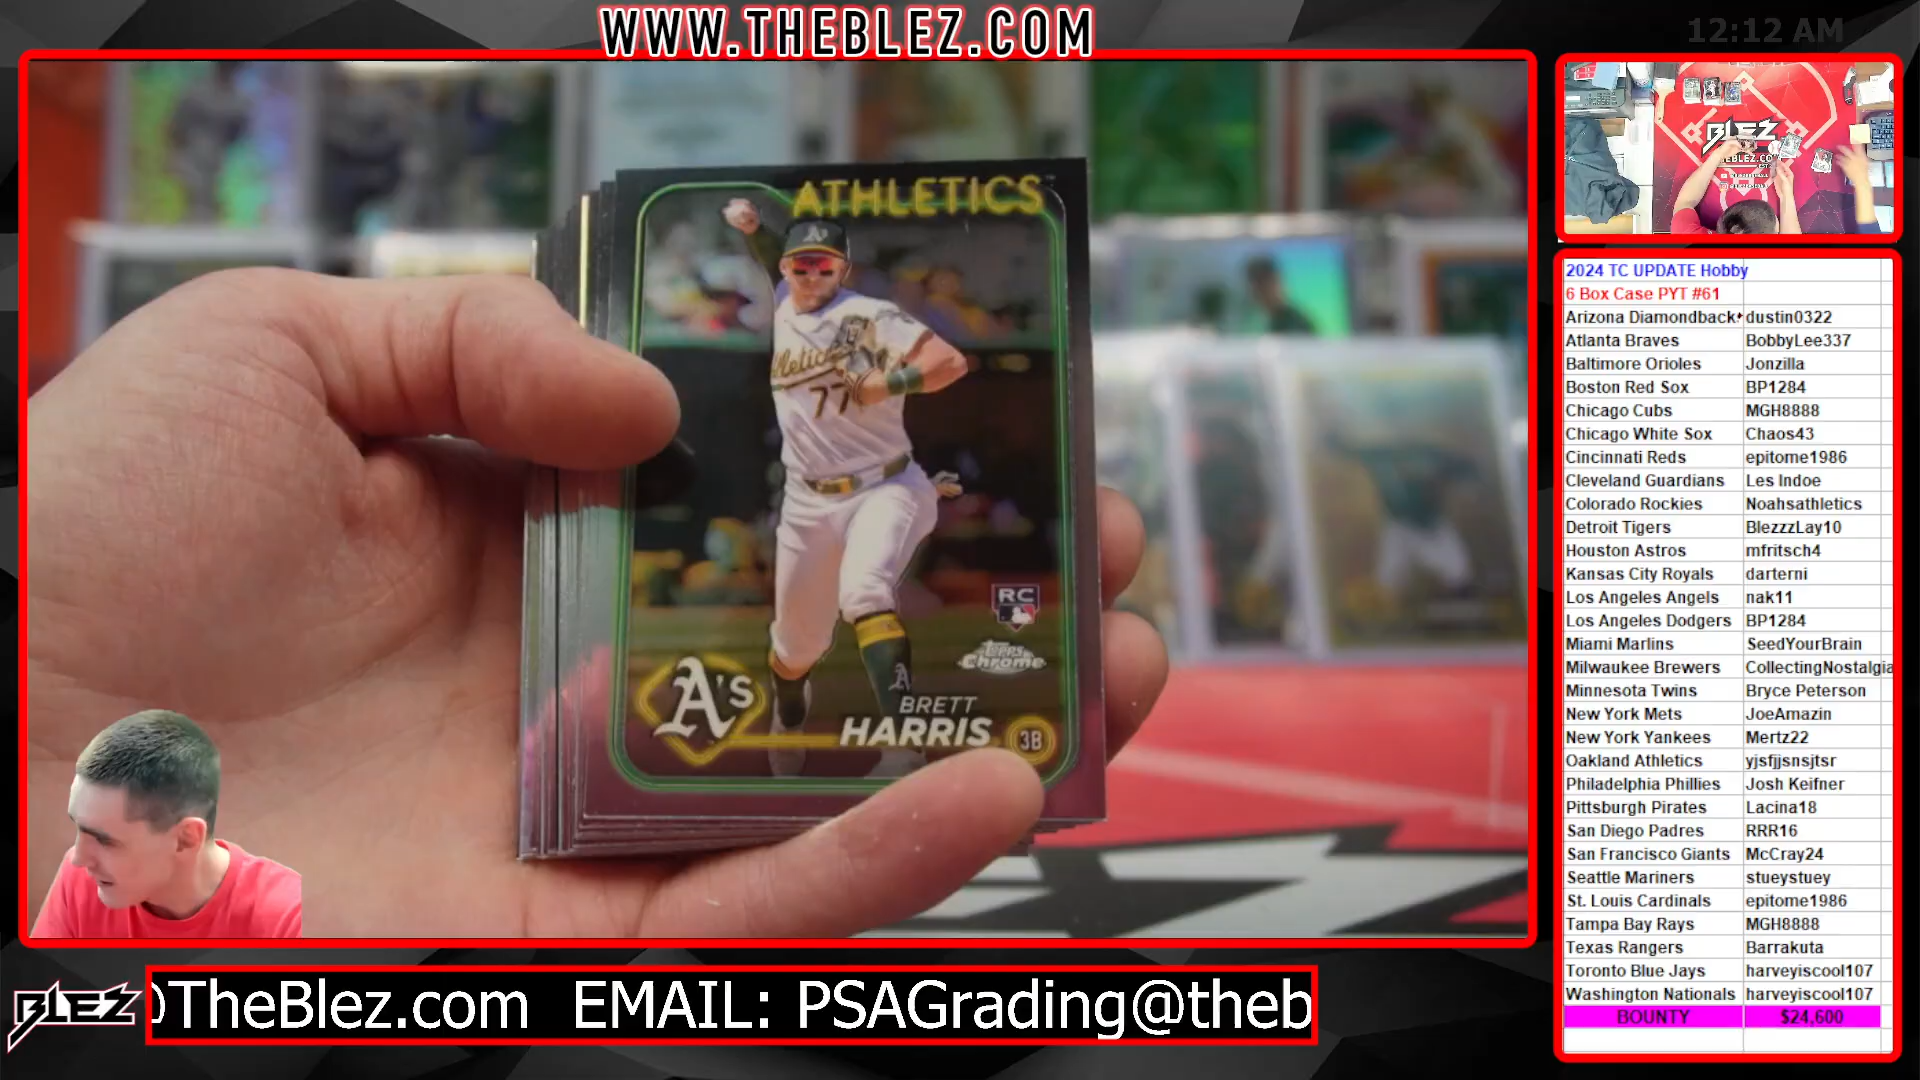 WWW.THEBLEZ.COM
12:12 AM
ATHLETICS
A's
77
RC
Topps
Chrome
A'S
BRETT
HARRIS
3B
BLEZ
2024 TC UPDATE Hobby
6 Box Case PYT #61
Arizona Diamondback dustin0322
Atlanta Braves BobbyLee337
Baltimore Orioles Jonzilla
Boston Red Sox BP1284
Chicago Cubs MGH8888
Chicago White Sox Chaos43
Cincinnati Reds epitome1986
Cleveland Guardians Les Indoe
Colorado Rockies Noahsathletics
Detroit Tigers BlezzzLay10
Houston Astros mfritsch4
Kansas City Royals darterni
Los Angeles Angels nak11
Los Angeles Dodgers BP1284
Miami Marlins SeedYourBrain
Milwaukee Brewers CollectingNostalgia
Minnesota Twins Bryce Peterson
New York Mets JoeAmazin
New York Yankees Mertz22
Oakland Athletics yjsfjjsnsjtsr
Philadelphia Phillies Josh Keifner
Pittsburgh Pirates Lacina18
San Diego Padres RRR16
San Francisco Giants McCray24
Seattle Mariners stueystuey
St. Louis Cardinals epitome1986
Tampa Bay Rays MGH8888
Texas Rangers Barrakuta
Toronto Blue Jays harveyiscool107
Washington Nationals harveyiscool107
BOUNTY $24,600
BLEZ
@TheBlez.com EMAIL: PSAGrading@theb